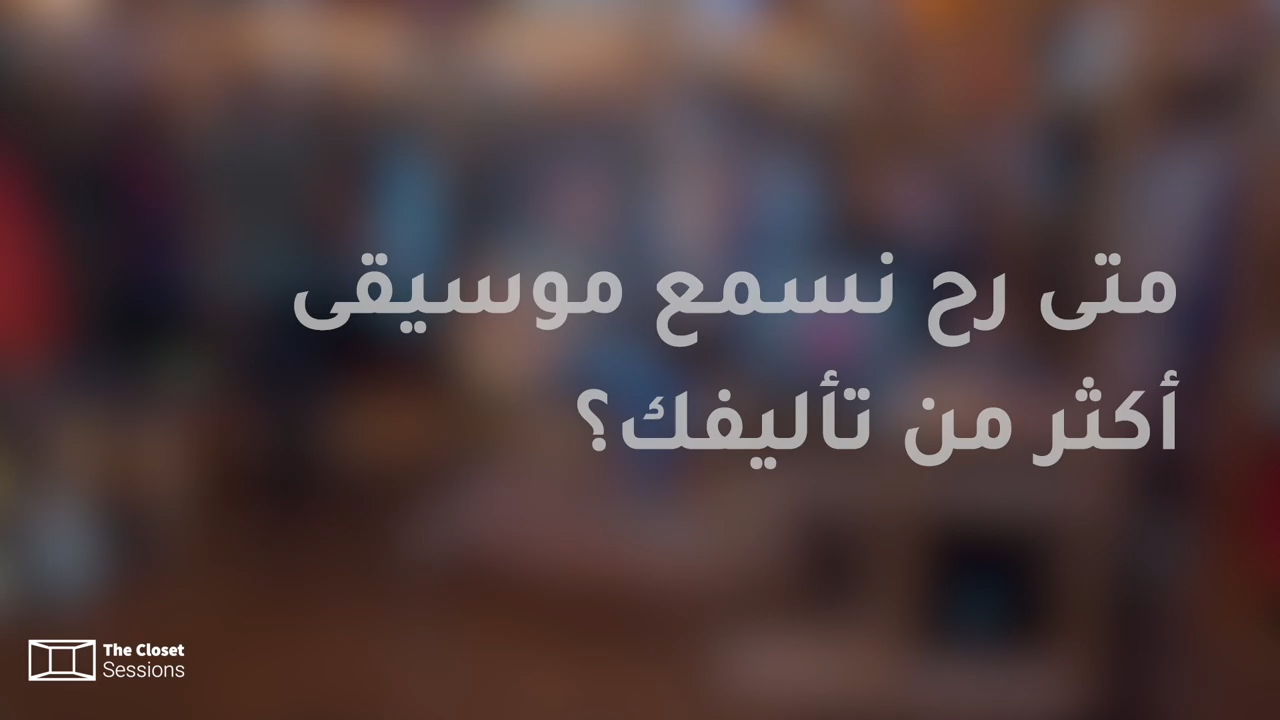 متى رح نسمع موسيقى
أكثر من تأليفك؟
The Closet
Sessions